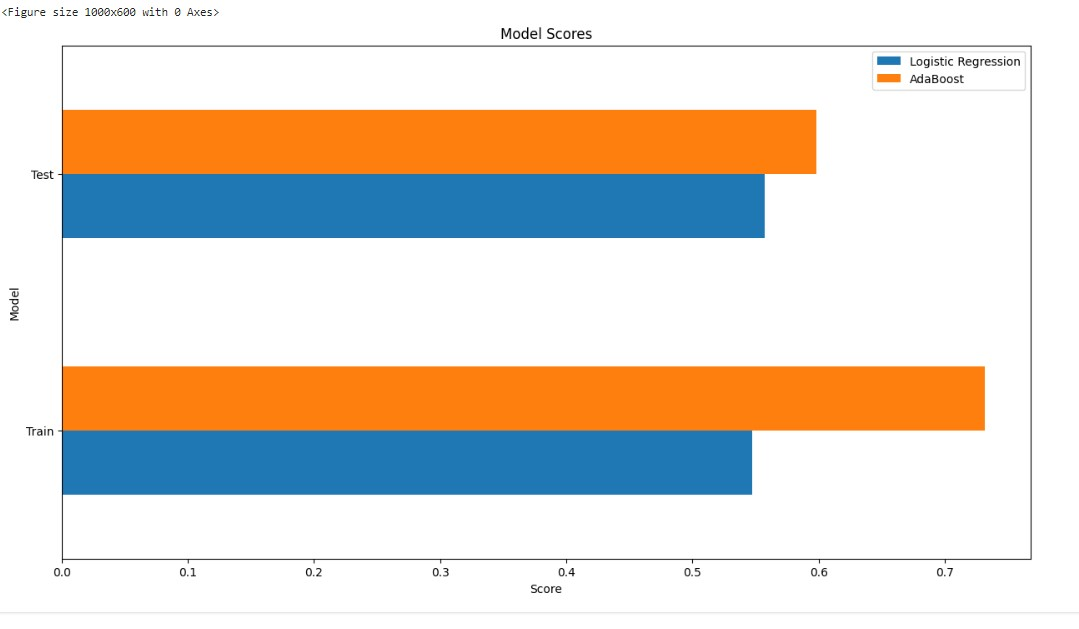 <Figure size 1000x600 with 0 Axes>
Model Scores
Logistic Regression
AdaBoost
Test
Model
Train
0.0 0.1 0.2 0.3 0.4 0.5 0.6 0.7
Score